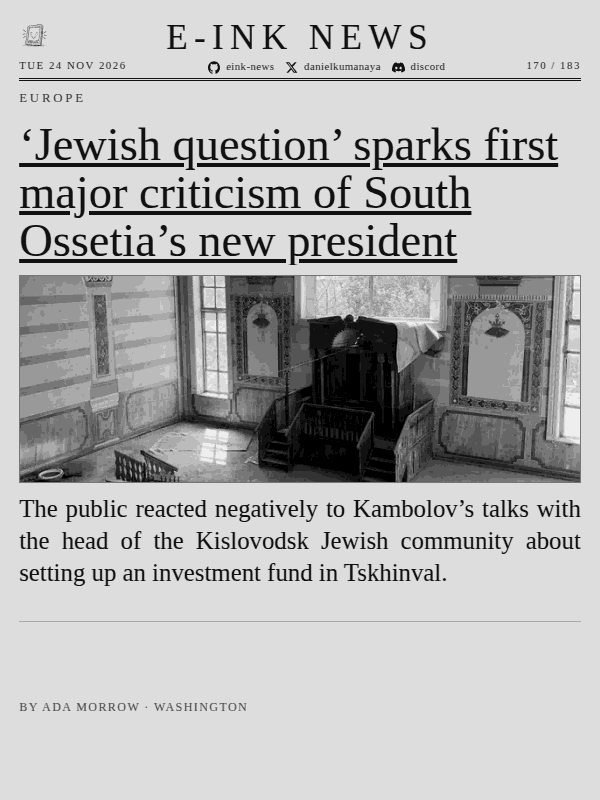 E-INK NEWS
TUE 24 NOV 2026
eink-news danielkumanaya discord
170 / 183
EUROPE
‘Jewish question’ sparks first
major criticism of South
Ossetia’s new president
The public reacted negatively to Kambolov’s talks with
the head of the Kislovodsk Jewish community about
setting up an investment fund in Tskhinval.
BY ADA MORROW · WASHINGTON